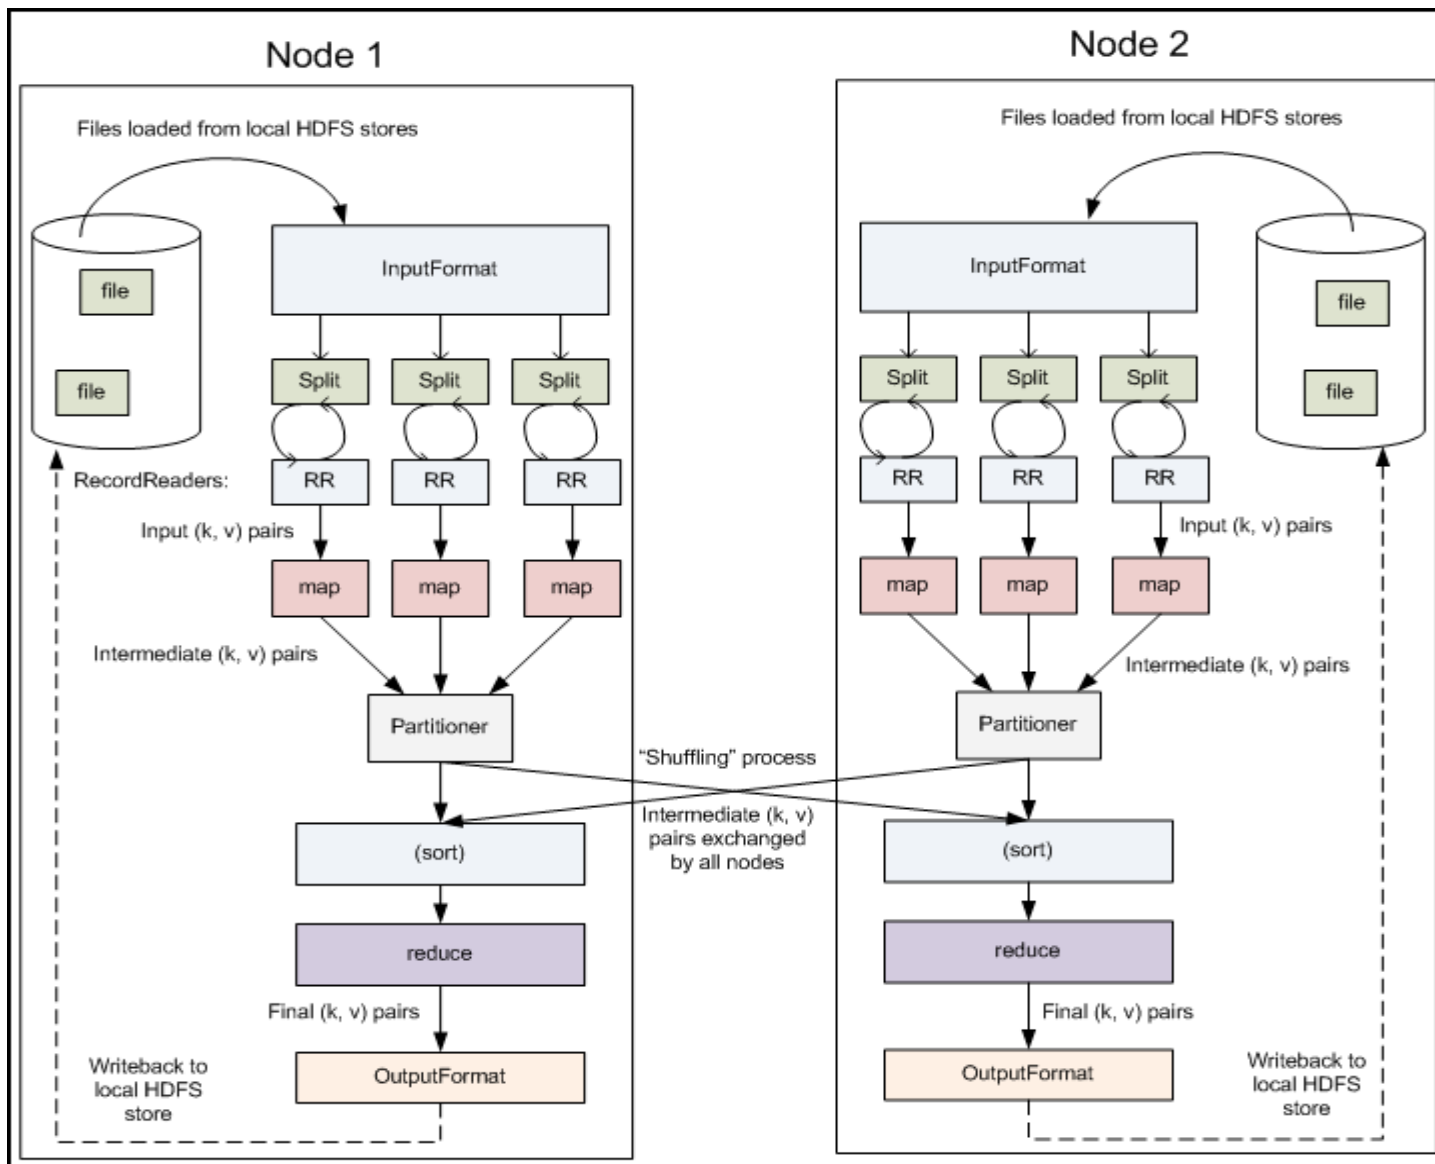 Node 1
Files loaded from local HDFS stores
InputFormat
file
file
Split
Split
Split
RecordReaders:
RR
RR
RR
Input (k, v) pairs
map
map
map
Intermediate (k, v) pairs
Partitioner
(sort)
reduce
Final (k, v) pairs
OutputFormat
Writeback to
local HDFS
store
“Shuffling” process
Intermediate (k, v)
pairs exchanged
by all nodes
Node 2
Files loaded from local HDFS stores
InputFormat
file
file
Split
Split
Split
RR
RR
RR
Input (k, v) pairs
map
map
map
Intermediate (k, v) pairs
Partitioner
(sort)
reduce
Final (k, v) pairs
OutputFormat
Writeback to
local HDFS
store